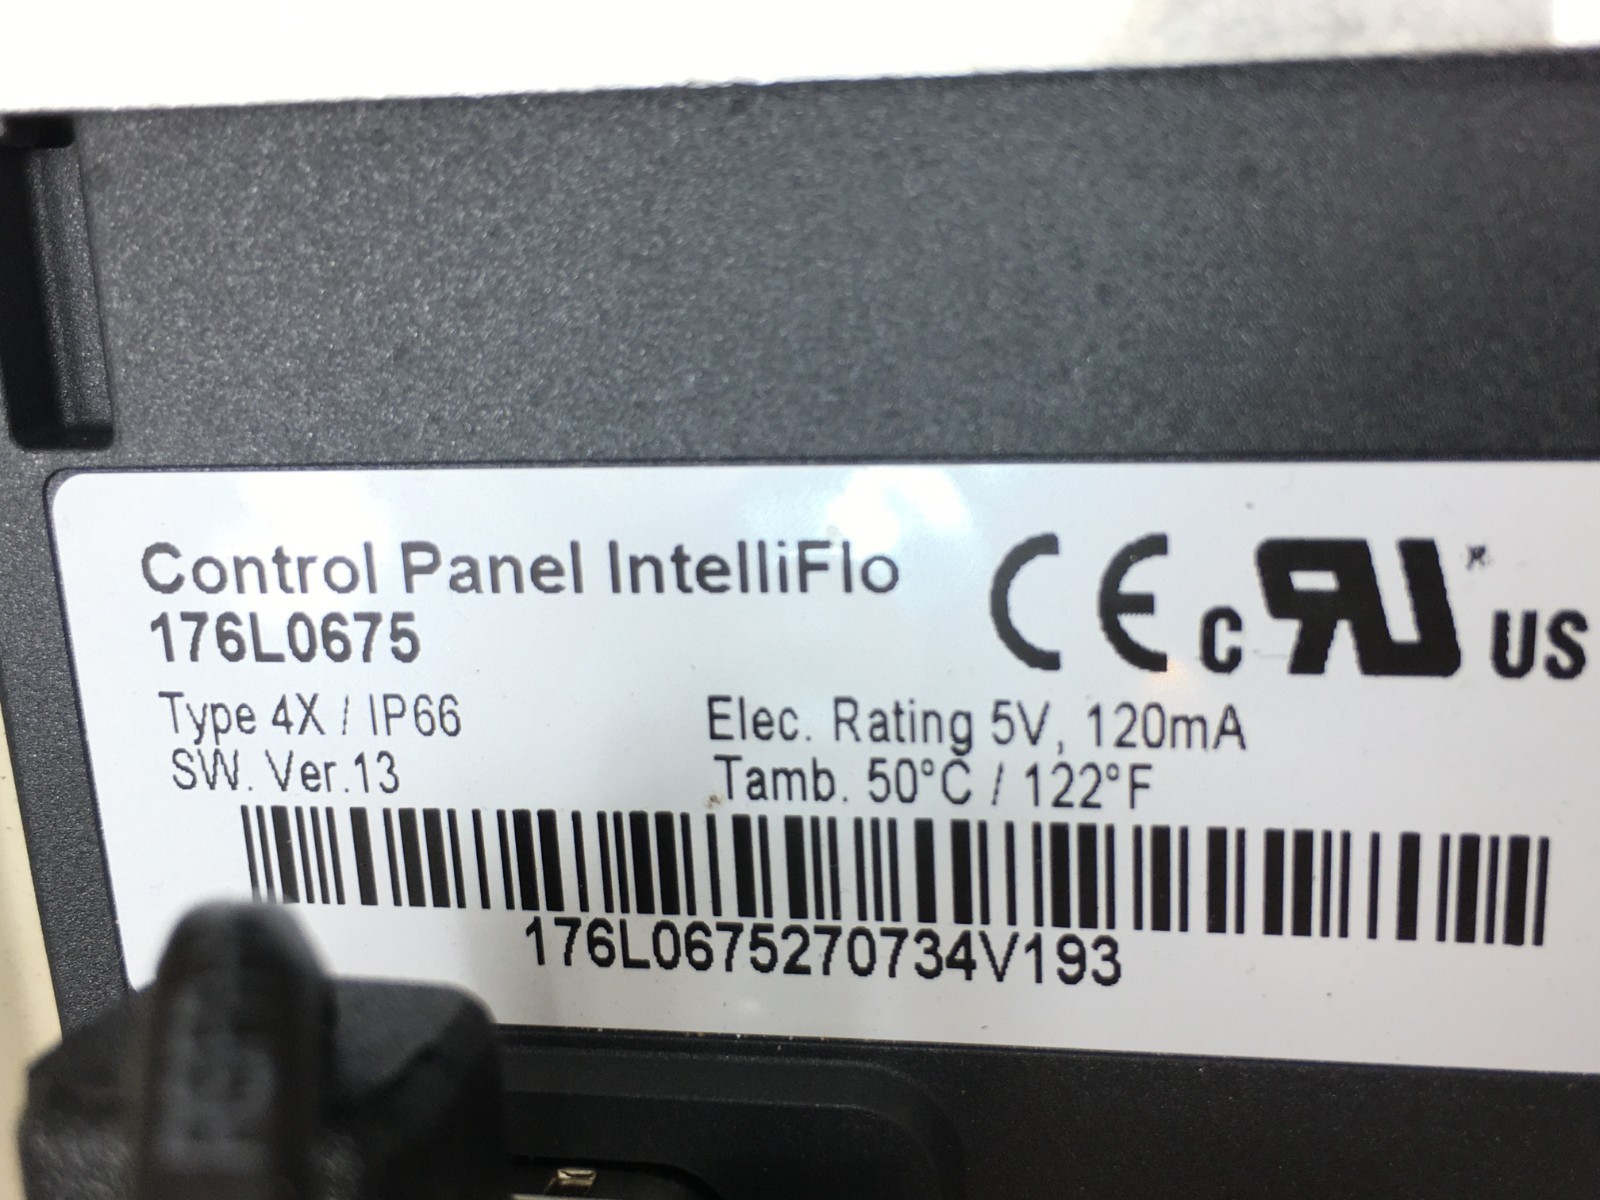 Control Panel IntelliFlo
176L0675
CE c RU US
Type 4X / IP66
Elec. Rating 5V, 120mA
SW. Ver.13
Tamb. 50°C / 122°F
176L0675270734V193